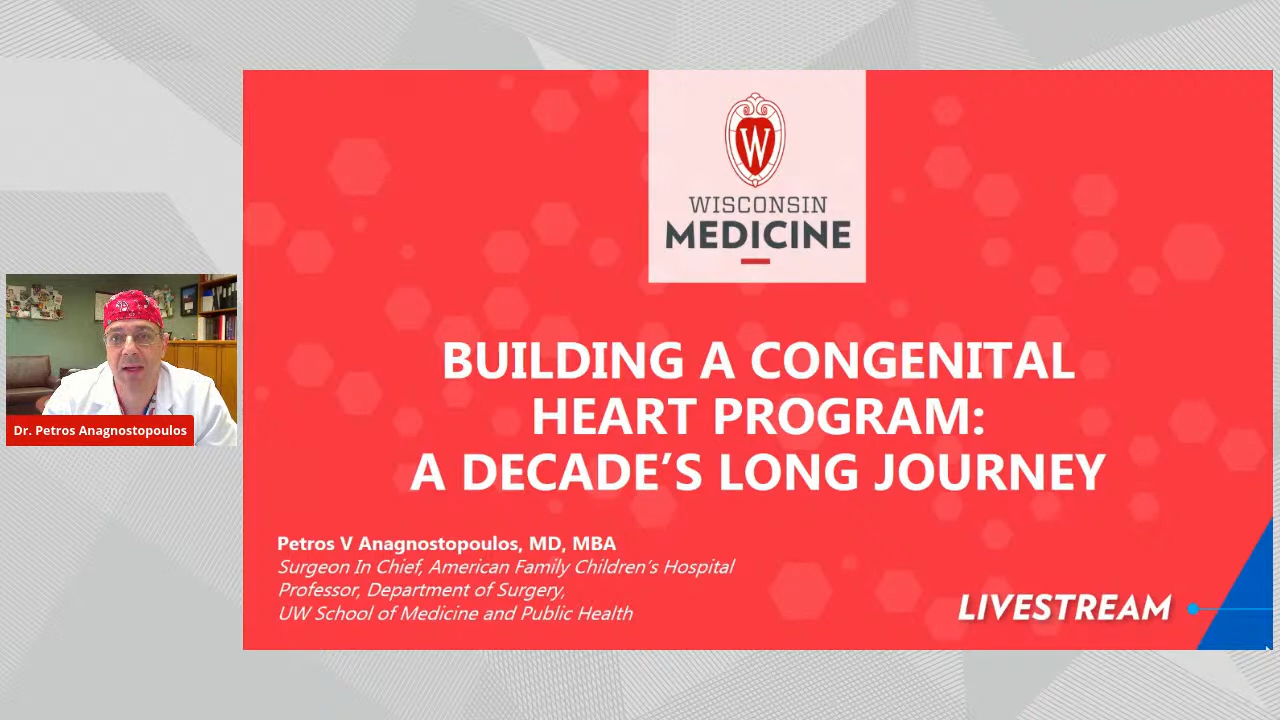 W
WISCONSIN
MEDICINE
BUILDING A CONGENITAL
HEART PROGRAM:
A DECADE’S LONG JOURNEY
Dr. Petros Anagnostopoulos
Petros V Anagnostopoulos, MD, MBA
Surgeon In Chief, American Family Children’s Hospital
Professor, Department of Surgery,
UW School of Medicine and Public Health
LIVESTREAM